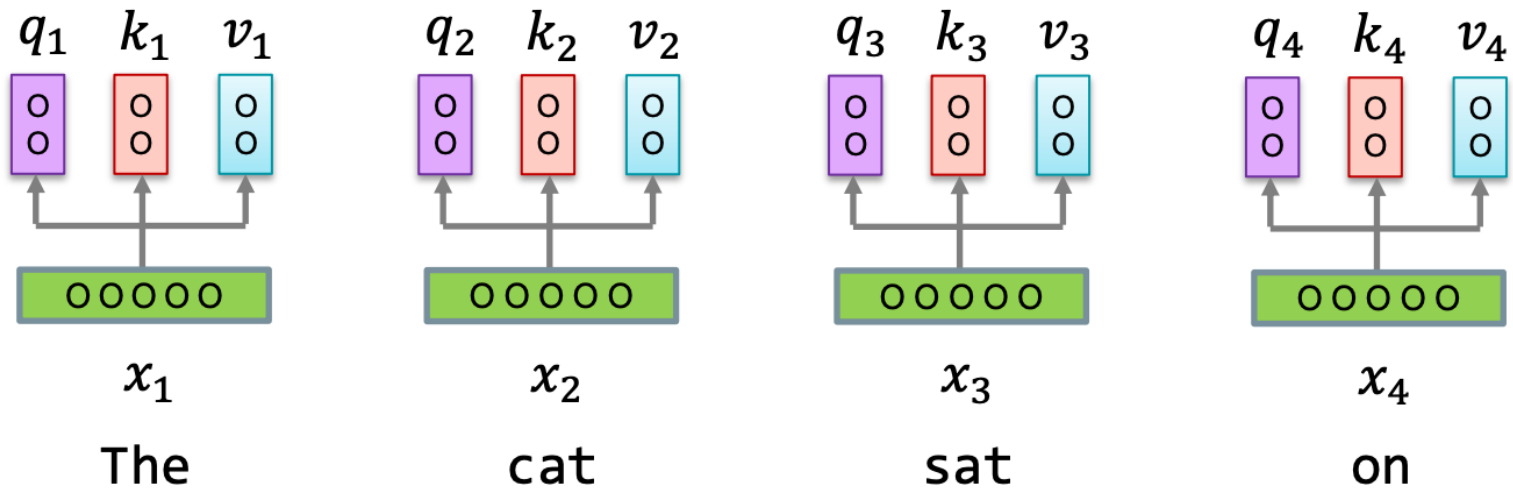 q₁ k₁ v₁ q₂ k₂ v₂ q₃ k₃ v₃ q₄ k₄ v₄
O O O O O O O O O O O O
O O O O O O O O O O O O
O O O O O O O O O O O O O O O O O O O O
x₁ x₂ x₃ x₄
The cat sat on